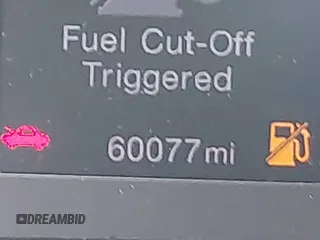 Fuel Cut-Off
Triggered
60077mi
DREAMBID